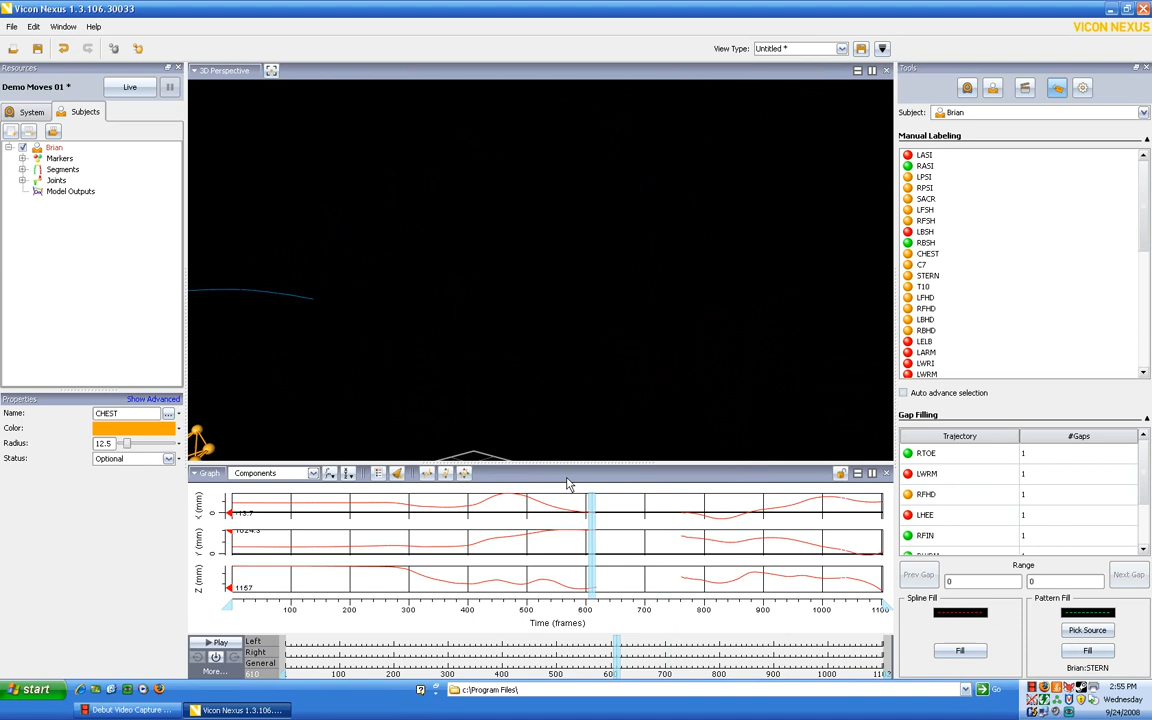 Vicon Nexus 1.3.106.30033
File Edit Window Help
VICON NEXUS
View Type: Untitled *
Resources
Demo Moves 01 *
Live
System Subjects
Brian
Markers
Segments
Joints
Model Outputs
Properties
Show Advanced
Name: CHEST ...
Color:
Radius: 12.5
Status: Optional
3D Perspective
Graph Components
0
1157
Z (mm)
100 200 300 400 500 600 700 800 900 1000
Time (frames)
Play
More...
Left
Right
General
610
0 100 200 300 400 500 600 700 800 900 1000
Tools
Subject: Brian
Manual Labeling
LASI
RASI
LPSI
RPSI
SACR
LFSH
RFSH
LBSH
RBSH
CHEST
C7
STERN
T10
LFHD
RFHD
LBHD
RBHD
LELB
LARM
LWRI
LWRM
Auto advance selection
Gap Filling
Trajectory #Gaps
RTOE 1
LWRM 1
RFHD 1
LHEE 1
RFIN 1
Range
Prev Gap 0 0 Next Gap
Spline Fill
Fill
Pattern Fill
Pick Source
Fill
Brian:STERN
start
Debut Video Capture ...
Vicon Nexus 1.3.106....
c:\Program Files\
Go
2:55 PM
Wednesday
9/24/2008